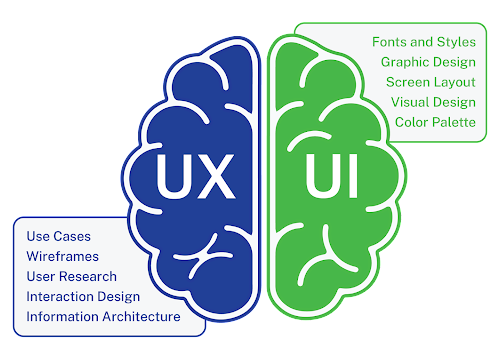 Fonts and Styles
Graphic Design
Screen Layout
Visual Design
Color Palette
UX
UI
Use Cases
Wireframes
User Research
Interaction Design
Information Architecture